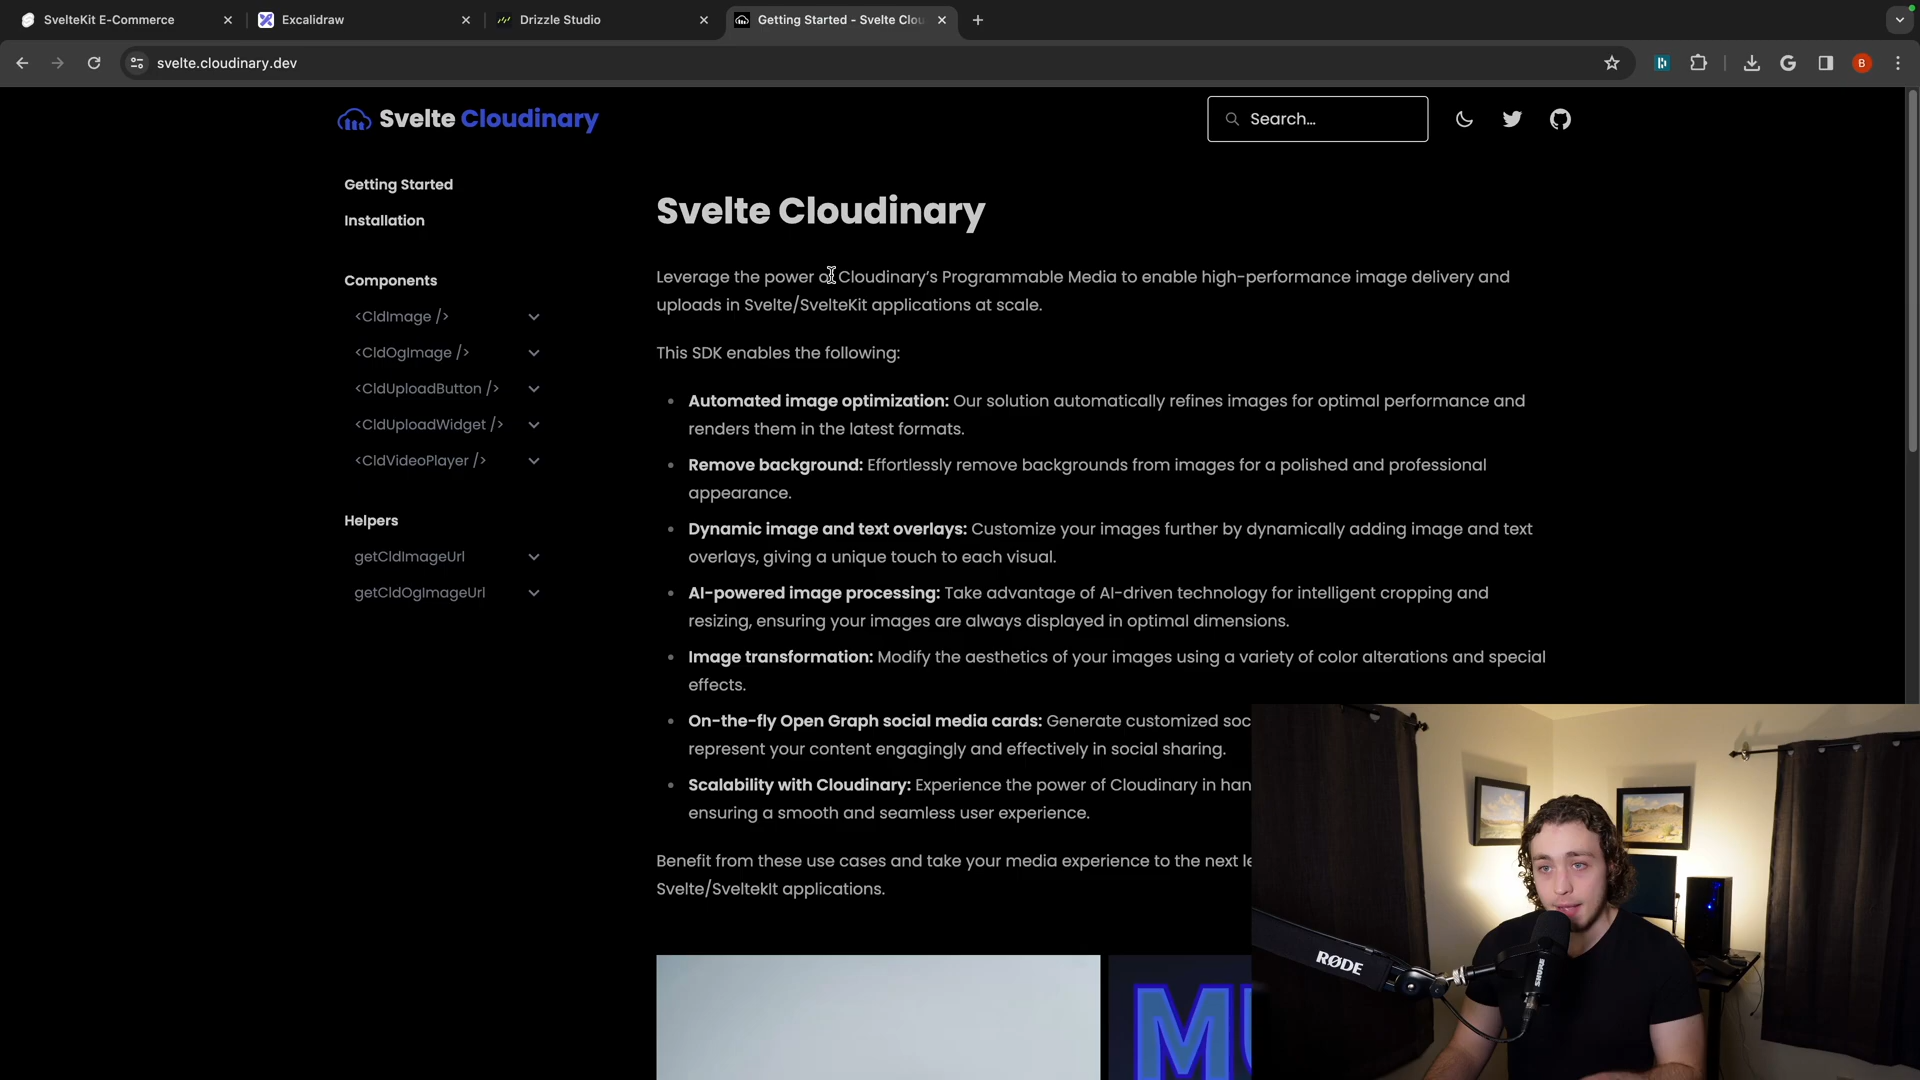 SvelteKit E-Commerce
Excalidraw
Drizzle Studio
Getting Started - Svelte Clou
svelte.cloudinary.dev
B
Svelte Cloudinary
Search...
Getting Started
Installation
Components
<CldImage />
<CldOgImage />
<CldUploadButton />
<CldUploadWidget />
<CldVideoPlayer />
Helpers
getCldImageUrl
getCldOgImageUrl
Svelte Cloudinary
Leverage the power of Cloudinary’s Programmable Media to enable high-performance image delivery and
uploads in Svelte/SvelteKit applications at scale.
This SDK enables the following:
Automated image optimization: Our solution automatically refines images for optimal performance and
renders them in the latest formats.
Remove background: Effortlessly remove backgrounds from images for a polished and professional
appearance.
Dynamic image and text overlays: Customize your images further by dynamically adding image and text
overlays, giving a unique touch to each visual.
AI-powered image processing: Take advantage of AI-driven technology for intelligent cropping and
resizing, ensuring your images are always displayed in optimal dimensions.
Image transformation: Modify the aesthetics of your images using a variety of color alterations and special
effects.
On-the-fly Open Graph social media cards: Generate customized soc
represent your content engagingly and effectively in social sharing.
Scalability with Cloudinary: Experience the power of Cloudinary in han
ensuring a smooth and seamless user experience.
Benefit from these use cases and take your media experience to the next le
Svelte/SveltekIt applications.
RØDE
SHURE